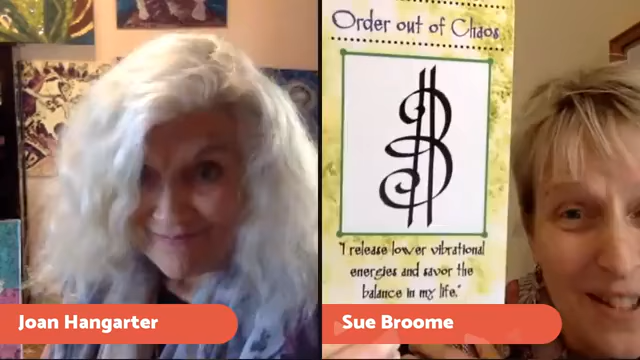 Order out of Chaos
"I release lower vibrational
energies and savor the
balance in my life."
Joan Hangarter
Sue Broome